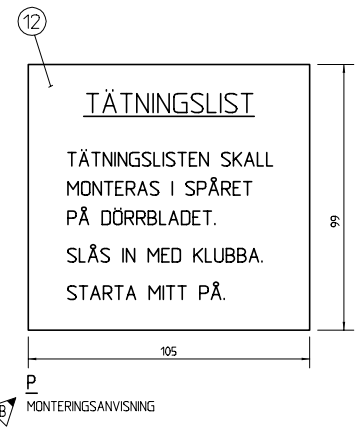 12
TÄTNINGSLIST
TÄTNINGSLISTEN SKALL
MONTERAS I SPÅRET
PÅ DÖRRBLADET.
SLÅS IN MED KLUBBA.
STARTA MITT PÅ.
99
105
P
B
MONTERINGSANVISNING